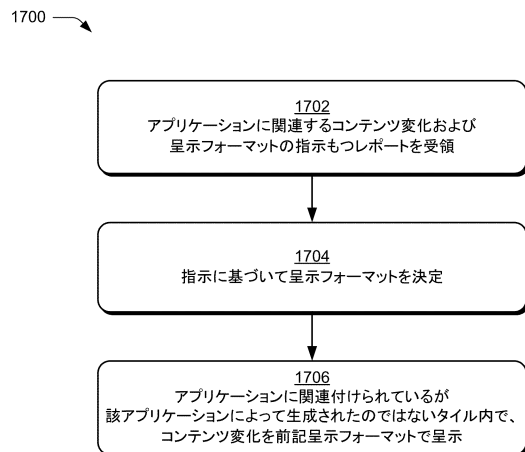 1700
1702
アプリケーションに関連するコンテンツ変化および
呈示フォーマットの指示もつレポートを受領
1704
指示に基づいて呈示フォーマットを決定
1706
アプリケーションに関連付けられているが
該アプリケーションによって生成されたのではないタイル内で、
コンテンツ変化を前記呈示フォーマットで呈示